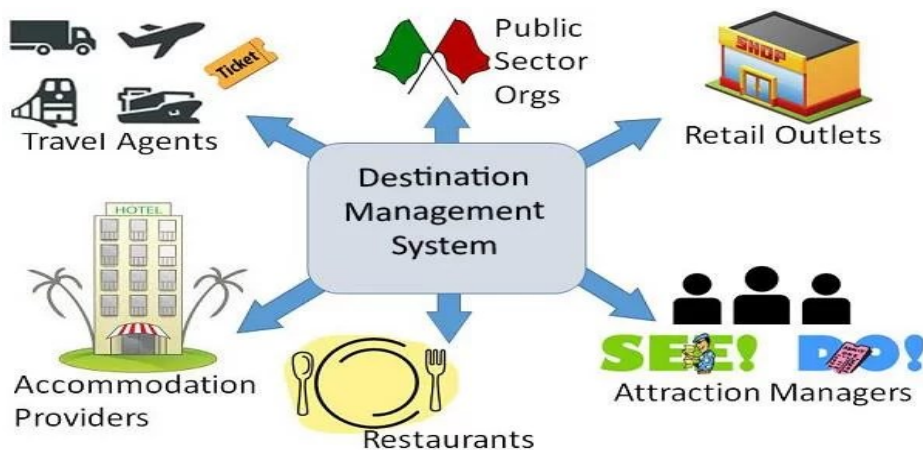 Ticket
Travel Agents
Public
Sector
Orgs
SHOP
Retail Outlets
Destination
Management
System
HOTEL
Accommodation
Providers
Restaurants
SEE! DO!
Attraction Managers